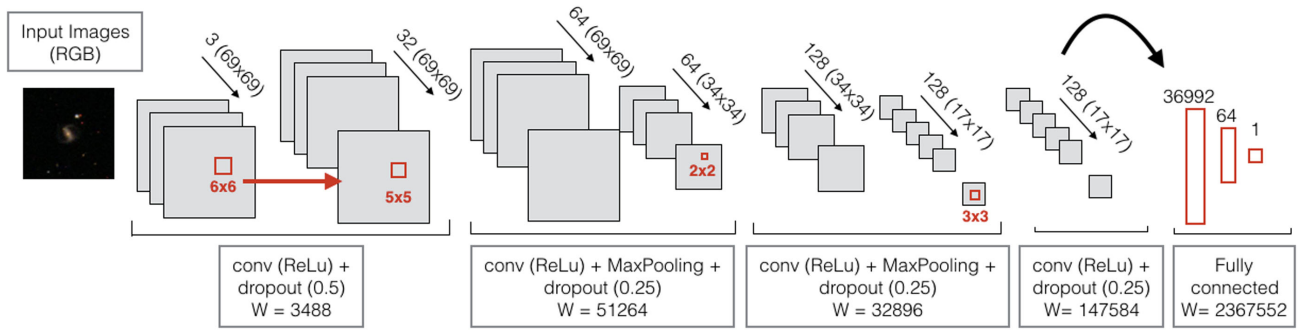 Input Images
(RGB)
3 (69x69)
32 (69x69)
64 (69x69)
64 (34x34)
128 (34x34)
128 (17x17)
128 (17x17)
36992
64
1
6x6
5x5
2x2
3x3
conv (ReLu) +
dropout (0.5)
W = 3488
conv (ReLu) + MaxPooling +
dropout (0.25)
W = 51264
conv (ReLu) + MaxPooling +
dropout (0.25)
W = 32896
conv (ReLu) +
dropout (0.25)
W = 147584
Fully
connected
W= 2367552